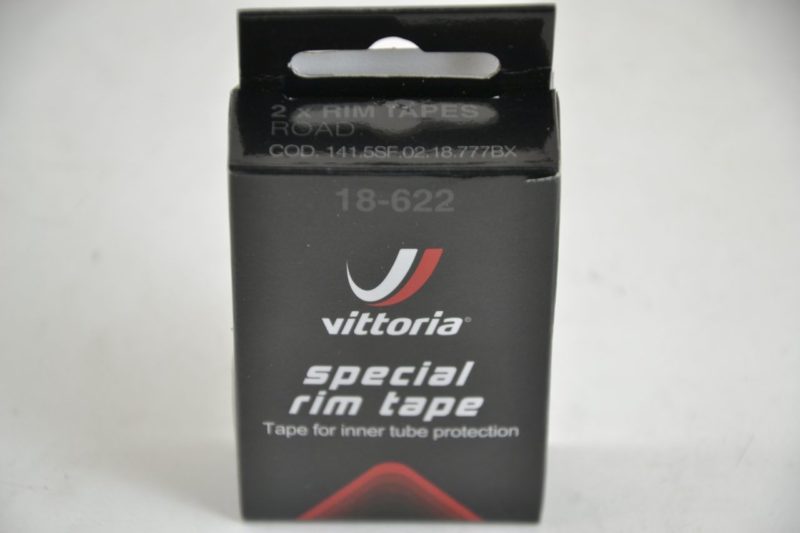 2 x RIM TAPES
ROAD
COD. 141.5SF.02.18.777BX
18-622
vittoria®
special
rim tape
Tape for inner tube protection